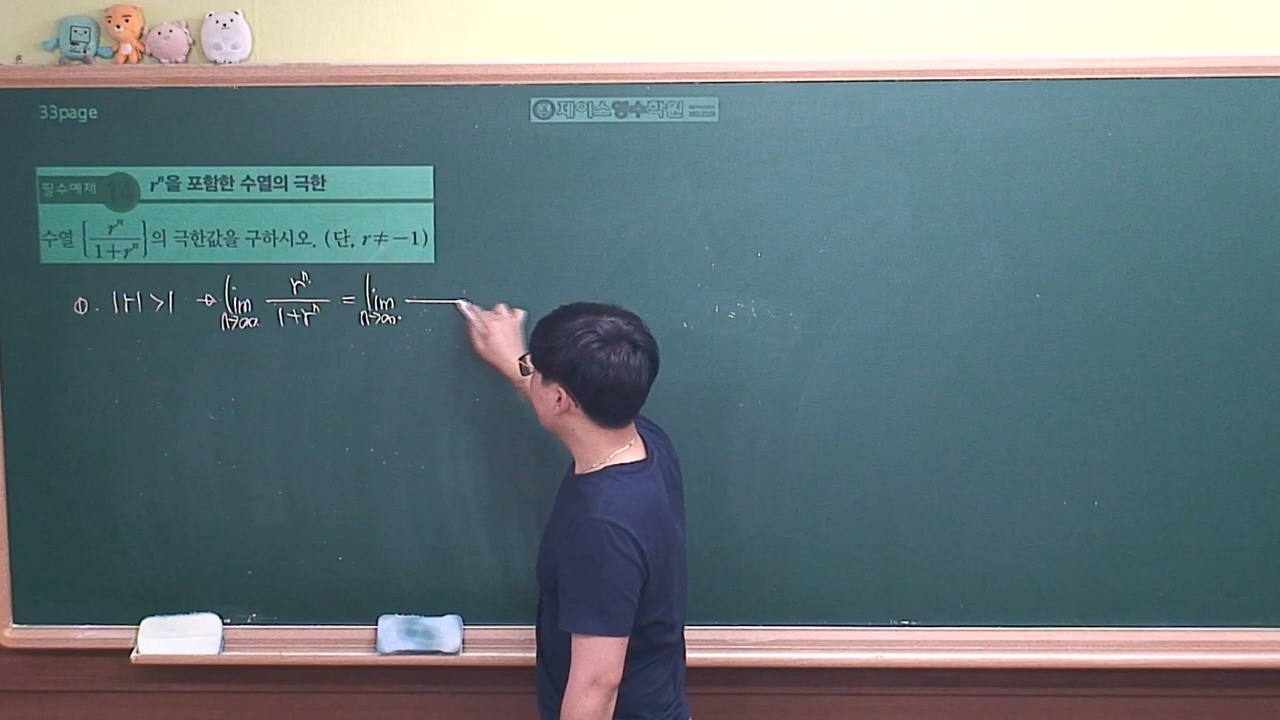 33page
제이스영수학원
필수예제 14 rⁿ을 포함한 수열의 극한
수열 {rⁿ/(1+rⁿ)}의 극한값을 구하시오. (단, r≠-1)
①. |r|>1 → lim n→∞ rⁿ/(1+rⁿ) = lim n→∞